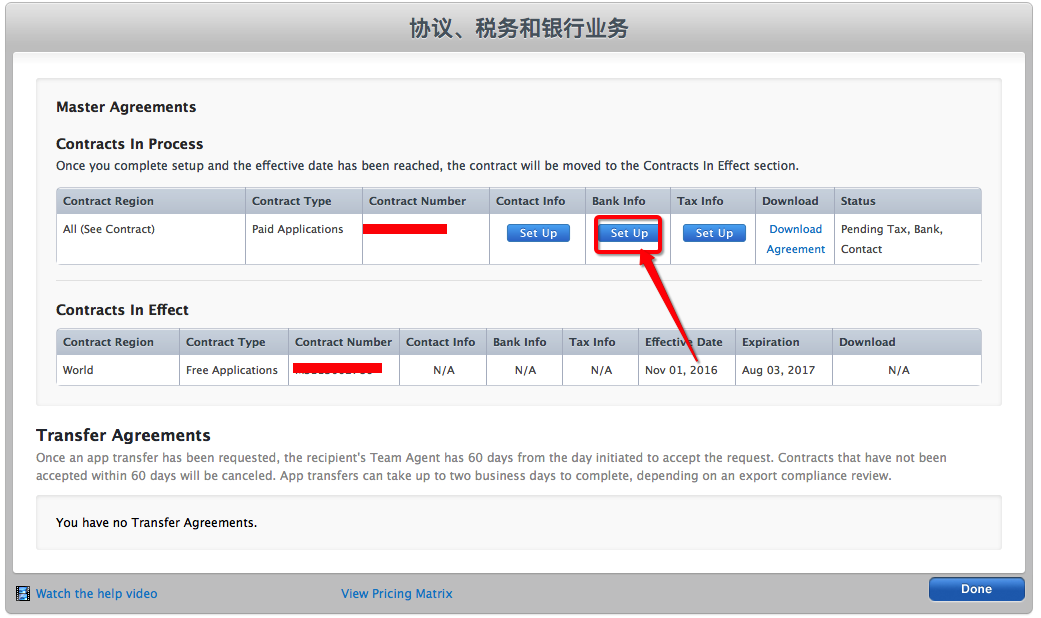 协议、税务和银行业务
Master Agreements
Contracts In Process
Once you complete setup and the effective date has been reached, the contract will be moved to the Contracts In Effect section.
Contract Region Contract Type Contract Number Contact Info Bank Info Tax Info Download Status
All (See Contract) Paid Applications Set Up Set Up Set Up Download Pending Tax, Bank,
Agreement Contact
Contracts In Effect
Contract Region Contract Type Contract Number Contact Info Bank Info Tax Info Effective Date Expiration Download
World Free Applications N/A N/A N/A Nov 01, 2016 Aug 03, 2017 N/A
Transfer Agreements
Once an app transfer has been requested, the recipient's Team Agent has 60 days from the day initiated to accept the request. Contracts that have not been
accepted within 60 days will be canceled. App transfers can take up to two business days to complete, depending on an export compliance review.
You have no Transfer Agreements.
Watch the help video View Pricing Matrix Done